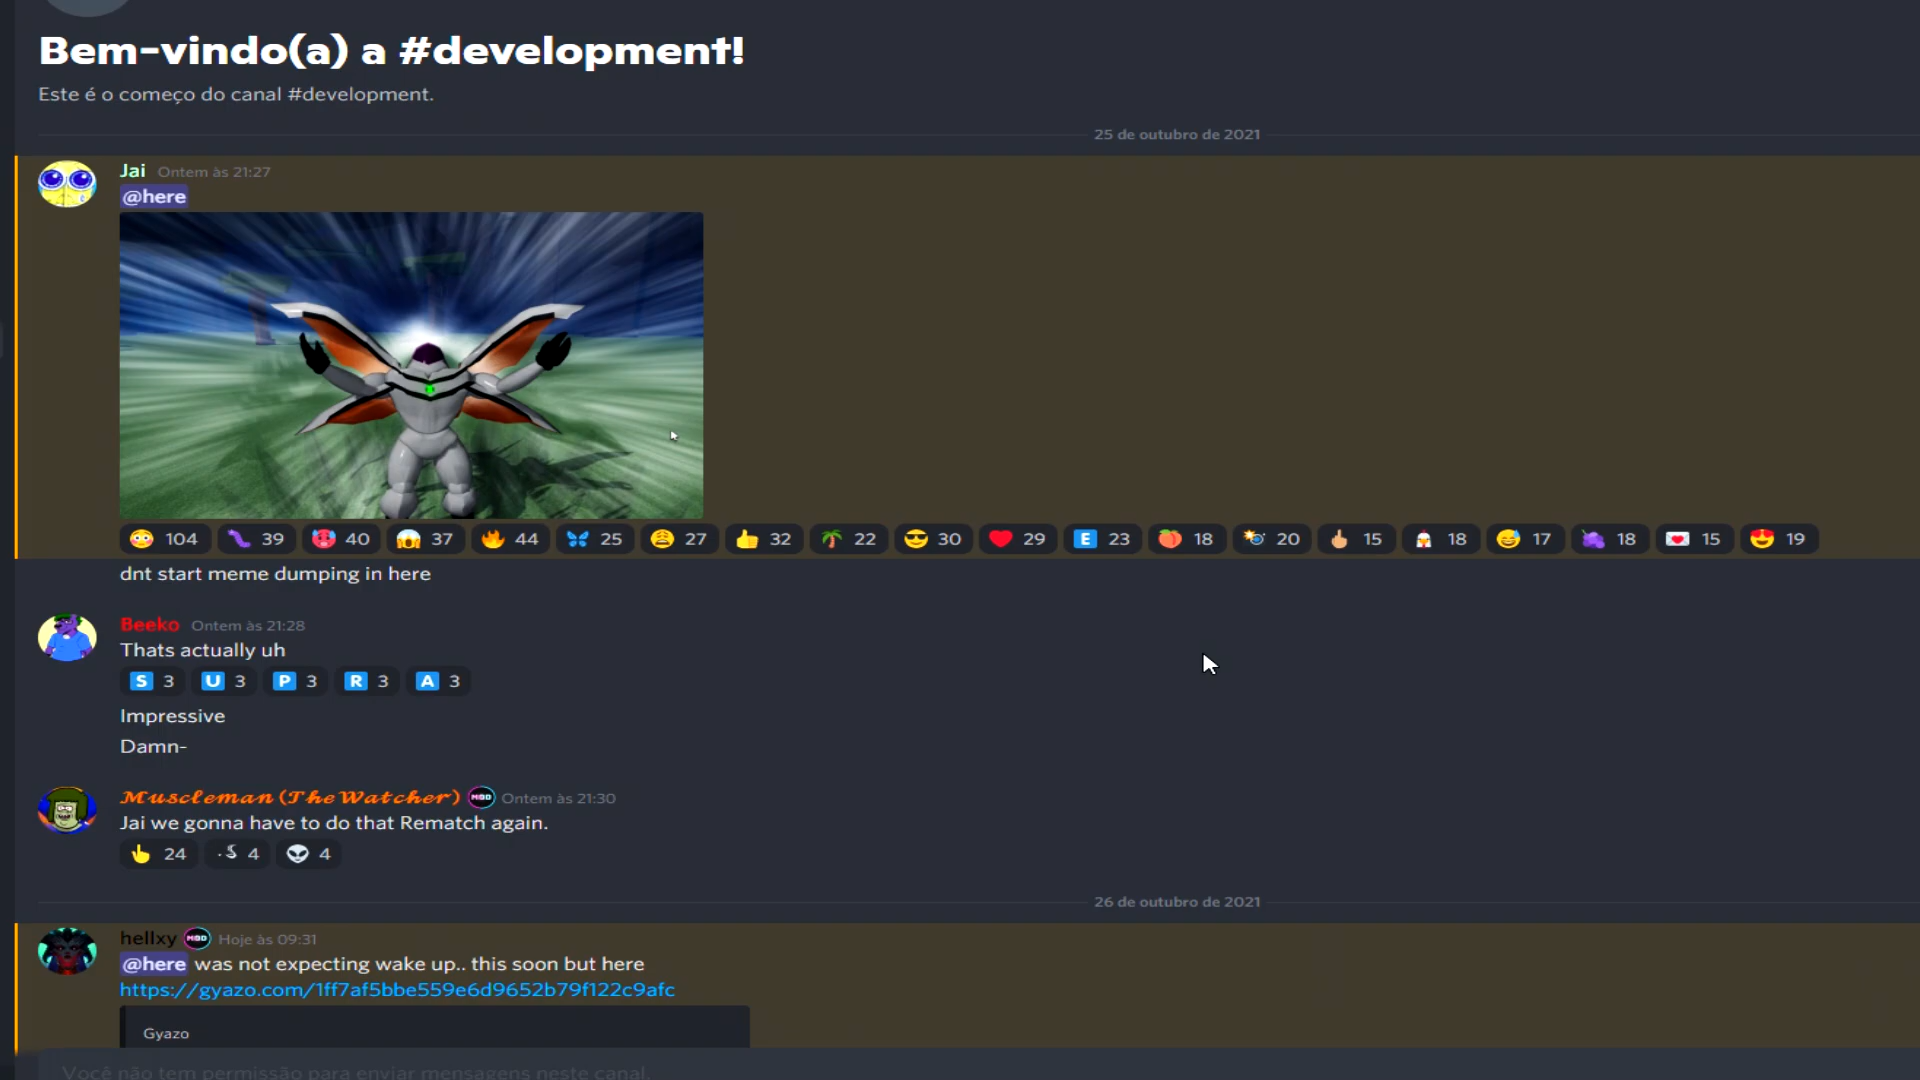 Bem-vindo(a) a #development!
Este é o começo do canal #development.
25 de outubro de 2021
Jai Ontem às 21:27
@here
104 39 40 37 44 25 27 32 22 30 29 E 23 18 20 15 18 17 18 15 19
dnt start meme dumping in here
Beeko Ontem às 21:28
Thats actually uh
S 3 U 3 P 3 R 3 A 3
Impressive
Damn-
Muscleman (The Watcher) MOD Ontem às 21:30
Jai we gonna have to do that Rematch again.
24 4 4
26 de outubro de 2021
hellxy MOD Hoje às 09:31
@here was not expecting wake up.. this soon but here
https://gyazo.com/1ff7af5bbe559e6d9652b79f122c9afc
Gyazo
Você não tem permissão para enviar mensagens neste canal.